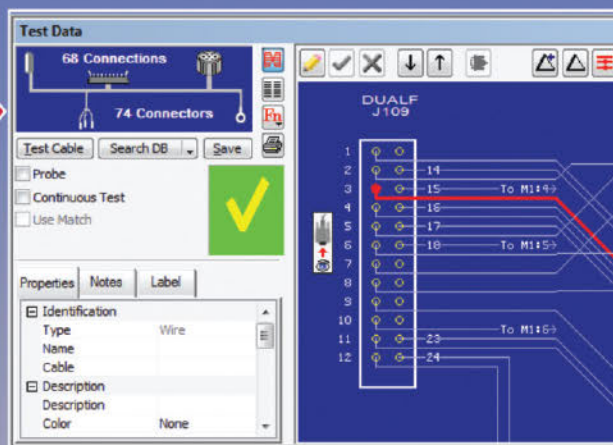 Test Data
68 Connections
74 Connectors
Test Cable
Search DB
Save
Fn
Probe
Continuous Test
Use Match
Properties
Notes
Label
Identification
Type Wire
Name
Cable
Description
Description
Color None
DUALF
J109
1
2 14
3 15 To M1:4
4 16
5 17
6 18 To M1:5
7
8
9
10 To M1:6
11 23
12 24